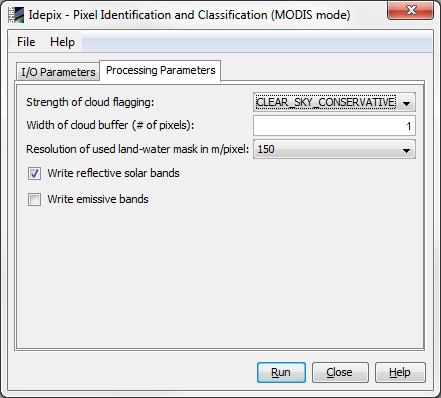 Idepix - Pixel Identification and Classification (MODIS mode)
File Help
I/O Parameters Processing Parameters
Strength of cloud flagging: CLEAR_SKY_CONSERVATIVE
Width of cloud buffer (# of pixels): 1
Resolution of used land-water mask in m/pixel: 150
Write reflective solar bands
Write emissive bands
Run Close Help